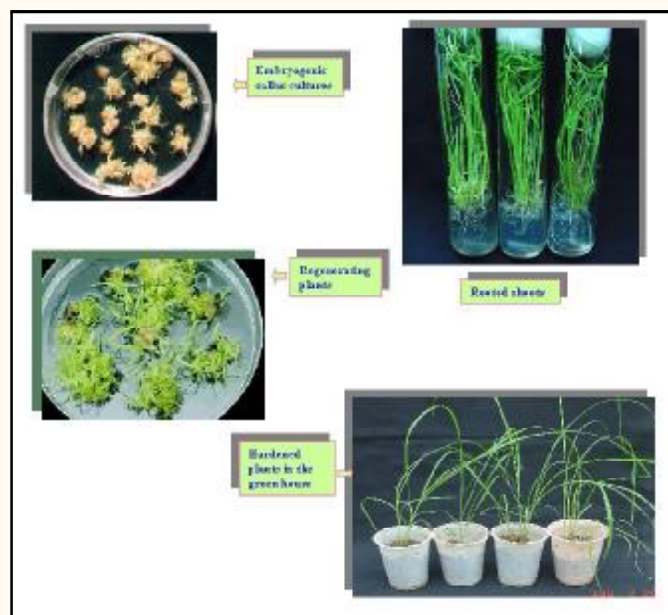 Embryogenic
callus cultures
Regenerating
plants
Rooted shoots
Hardened
plants in the
green house